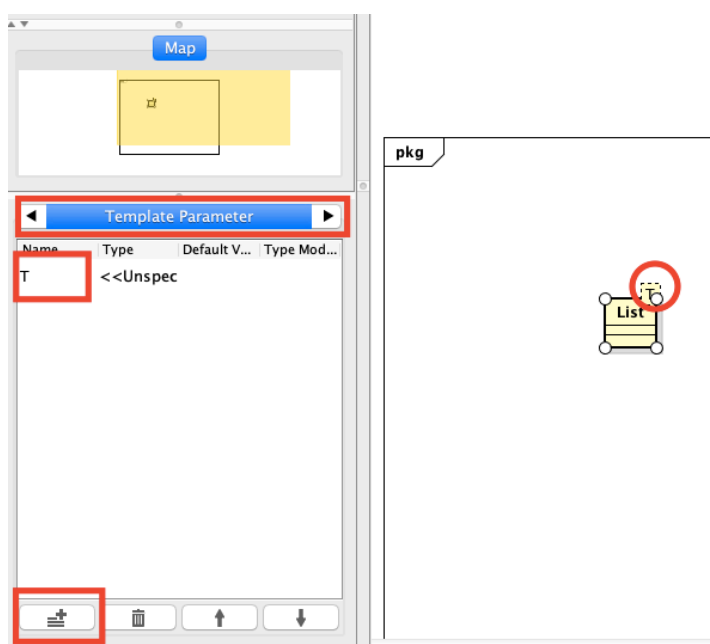 Map
Template Parameter
Name Type Default V... Type Mod...
T <<Unspec
pkg
T
List